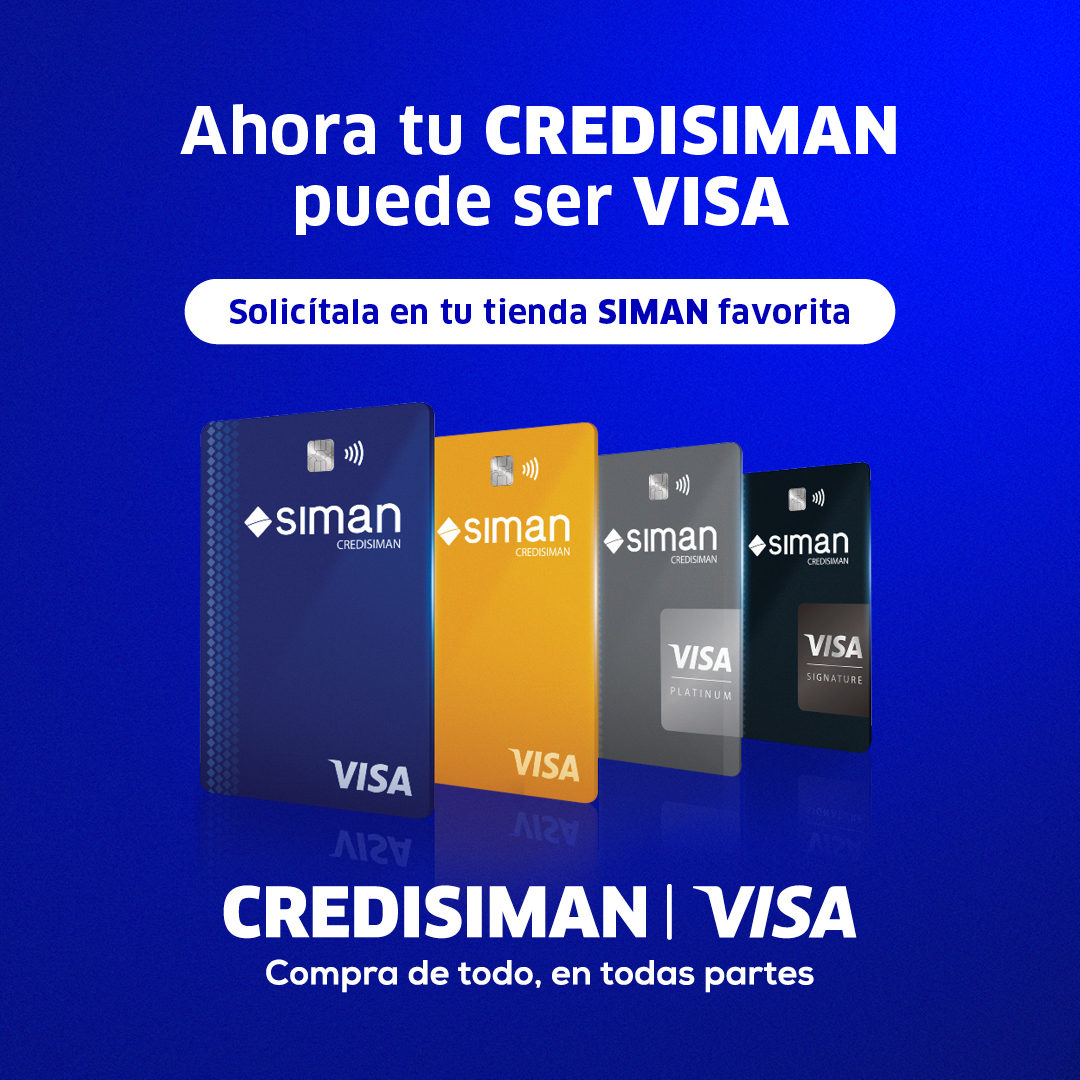 Ahora tu CREDISIMAN
puede ser VISA
Solicítala en tu tienda SIMAN favorita
siman
CREDISIMAN
VISA
siman
CREDISIMAN
VISA
siman
CREDISIMAN
VISA
PLATINUM
siman
CREDISIMAN
VISA
SIGNATURE
CREDISIMAN | VISA
Compra de todo, en todas partes